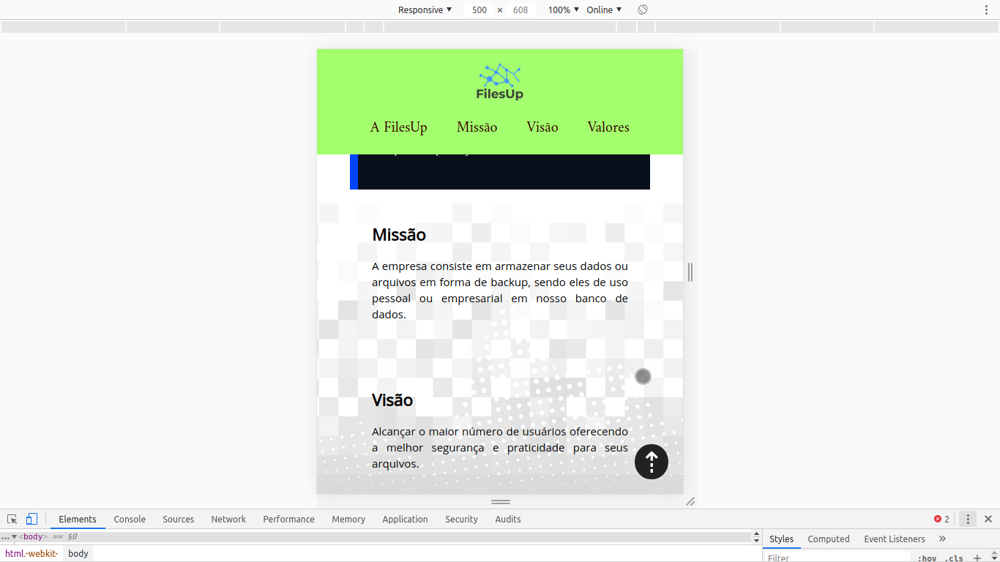 Responsive ▼ 500 × 608 100% ▼ Online ▼
FilesUp
A FilesUp Missão Visão Valores
Missão
A empresa consiste em armazenar seus dados ou
arquivos em forma de backup, sendo eles de uso
pessoal ou empresarial em nosso banco de
dados.
Visão
Alcançar o maior número de usuários oferecendo
a melhor segurança e praticidade para seus
arquivos.
Elements Console Sources Network Performance Memory Application Security Audits 2
…▼<body> == $0
Styles Computed Event Listeners »
html.-webkit- body
Filter :hov .cls +